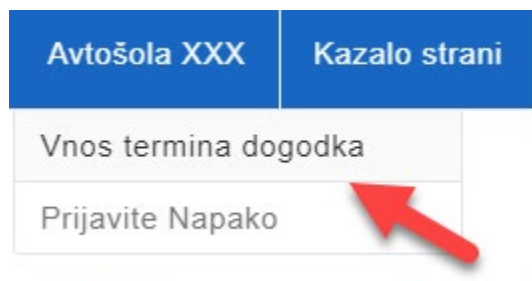 Avtošola XXX Kazalo strani
Vnos termina dogodka
Prijavite Napako